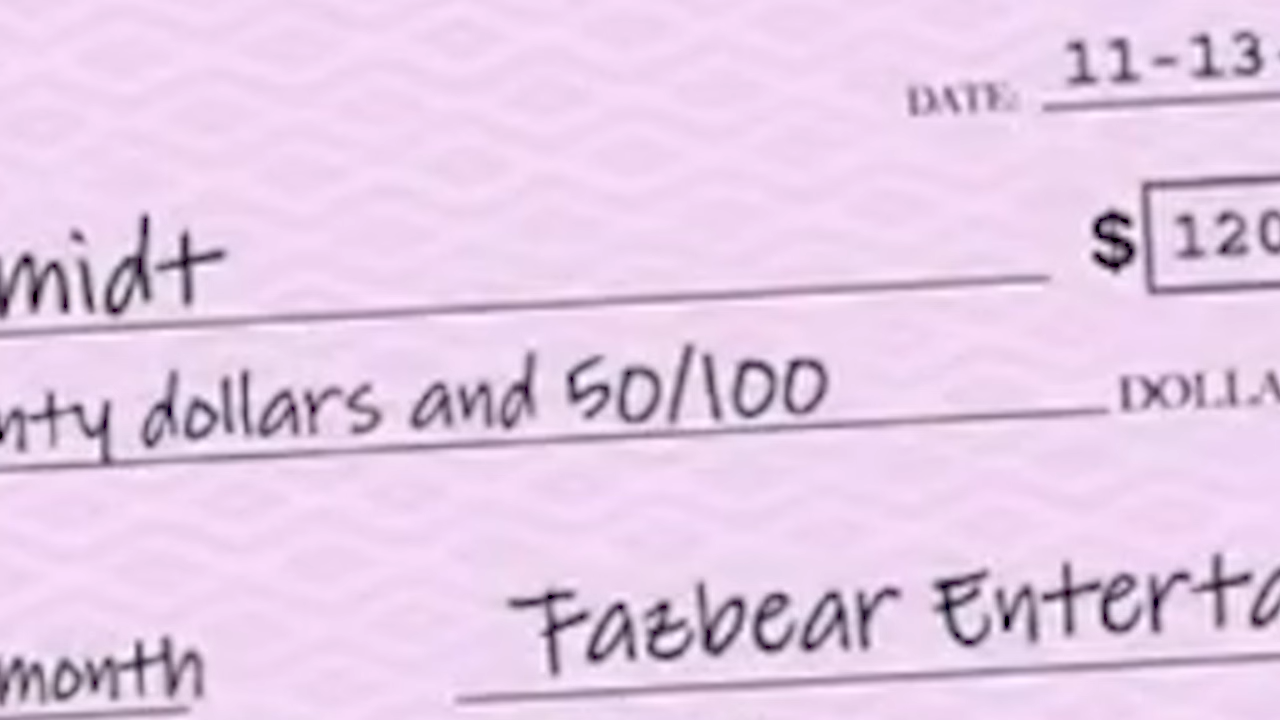 DATE: 11-13-
midt
$ 120
nty dollars and 50/100
DOLLA
month
Fazbear Enterta